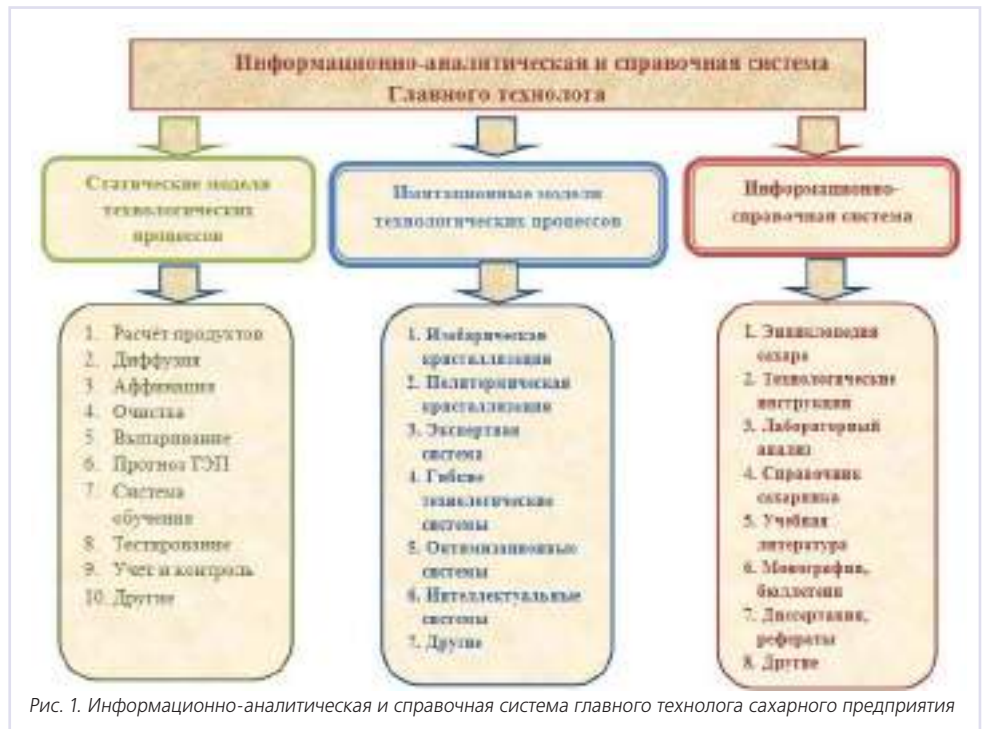 Информационно-аналитическая и справочная система
Главного технолога
Статические модели
технологических
процессов
Имитационные модели
технологических процессов
Информационно-
справочная система
1. Расчёт продуктов
2. Диффузия
3. Аффинация
4. Очистка
5. Выпаривание
6. Прогноз ТЭП
7. Система
обучения
8. Тестирование
9. Учет и контроль
10. Другие
1. Изобарическая
кристаллизация
2. Политермическая
кристаллизация
3. Экспертная
система
4. Гибкие
технологические
системы
5. Оптимизационные
системы
6. Интеллектуальные
системы
7. Другие
1. Энциклопедия
сахара
2. Технологические
инструкции
3. Лабораторный
анализ
4. Справочник
сахарника
5. Учебная
литература
6. Монографии,
бюллетени
7. Диссертации,
рефераты
8. Другие
Рис. 1. Информационно-аналитическая и справочная система главного технолога сахарного предприятия